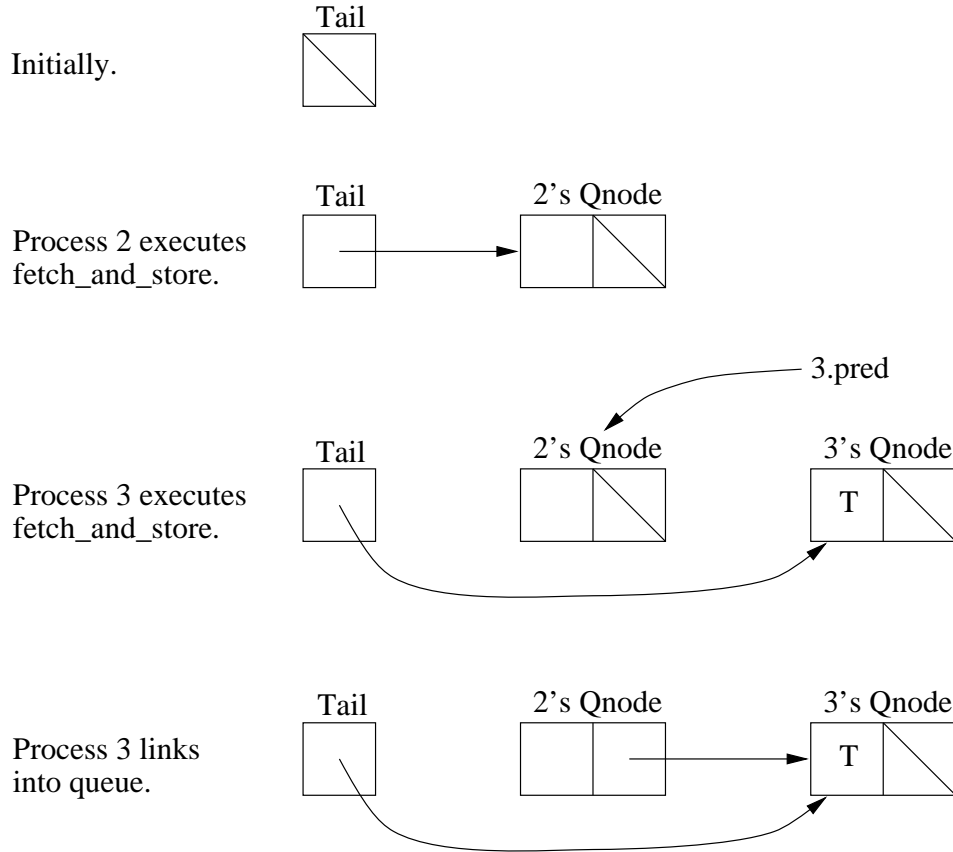 Tail
Initially.
Tail
2's Qnode
Process 2 executes
fetch_and_store.
3.pred
Tail
2's Qnode
3's Qnode
Process 3 executes
fetch_and_store.
T
Tail
2's Qnode
3's Qnode
Process 3 links
into queue.
T